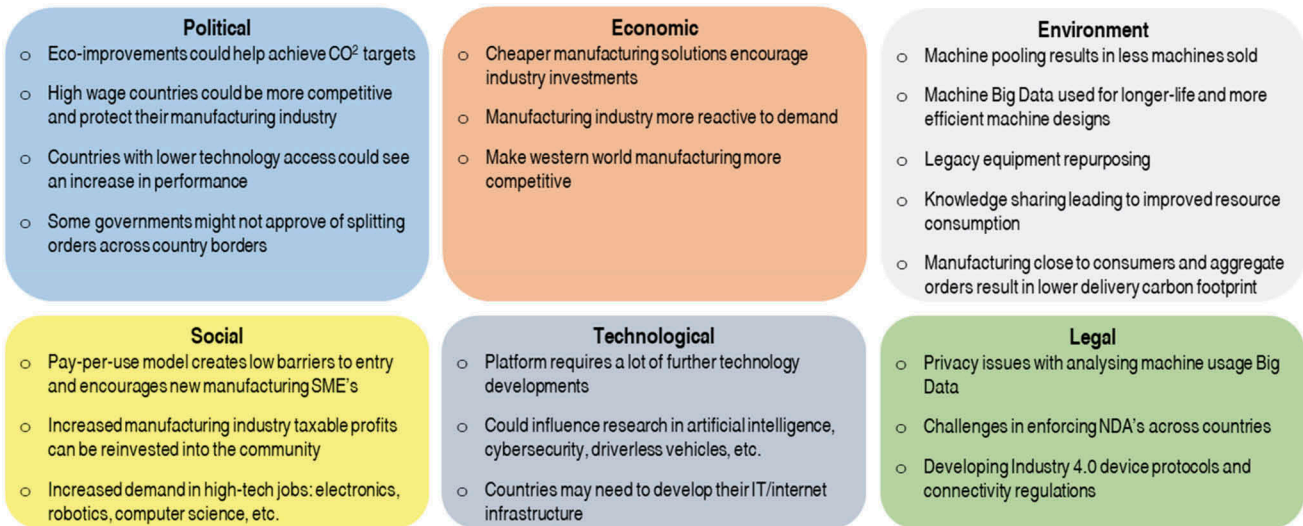 Political
o Eco-improvements could help achieve CO² targets
o High wage countries could be more competitive
and protect their manufacturing industry
o Countries with lower technology access could see
an increase in performance
o Some governments might not approve of splitting
orders across country borders
Economic
o Cheaper manufacturing solutions encourage
industry investments
o Manufacturing industry more reactive to demand
o Make western world manufacturing more
competitive
Environment
o Machine pooling results in less machines sold
o Machine Big Data used for longer-life and more
efficient machine designs
o Legacy equipment repurposing
o Knowledge sharing leading to improved resource
consumption
o Manufacturing close to consumers and aggregate
orders result in lower delivery carbon footprint
Social
o Pay-per-use model creates low barriers to entry
and encourages new manufacturing SME's
o Increased manufacturing industry taxable profits
can be reinvested into the community
o Increased demand in high-tech jobs: electronics,
robotics, computer science, etc.
Technological
o Platform requires a lot of further technology
developments
o Could influence research in artificial intelligence,
cybersecurity, driverless vehicles, etc.
o Countries may need to develop their IT/internet
infrastructure
Legal
o Privacy issues with analysing machine usage Big
Data
o Challenges in enforcing NDA's across countries
o Developing Industry 4.0 device protocols and
connectivity regulations